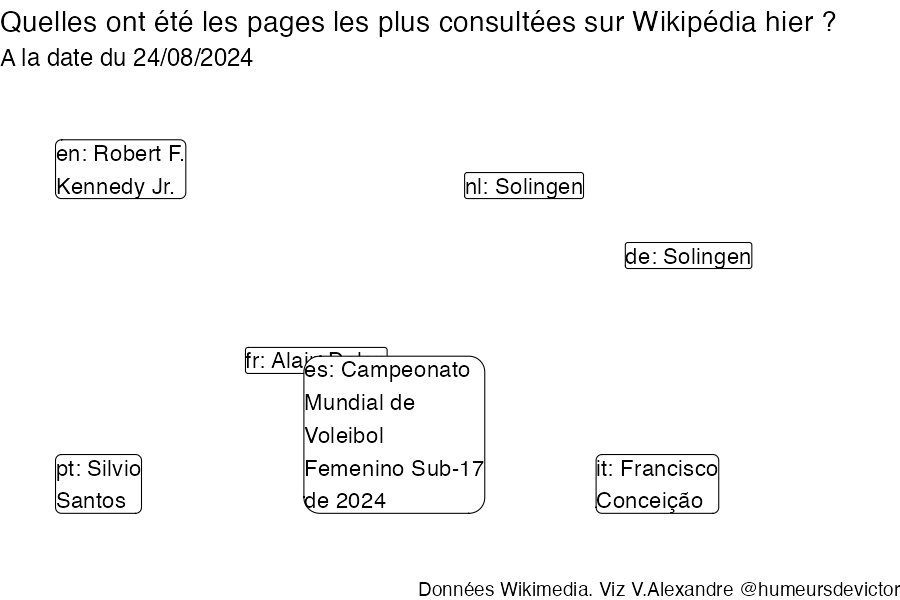 Quelles ont été les pages les plus consultées sur Wikipédia hier ?
A la date du 24/08/2024
en: Robert F.
Kennedy Jr.
nl: Solingen
de: Solingen
fr: Alain
es: Campeonato
Mundial de
Voleibol
Femenino Sub-17
de 2024
pt: Silvio
Santos
it: Francisco
Conceição
Données Wikimedia. Viz V.Alexandre @humeursdevictor